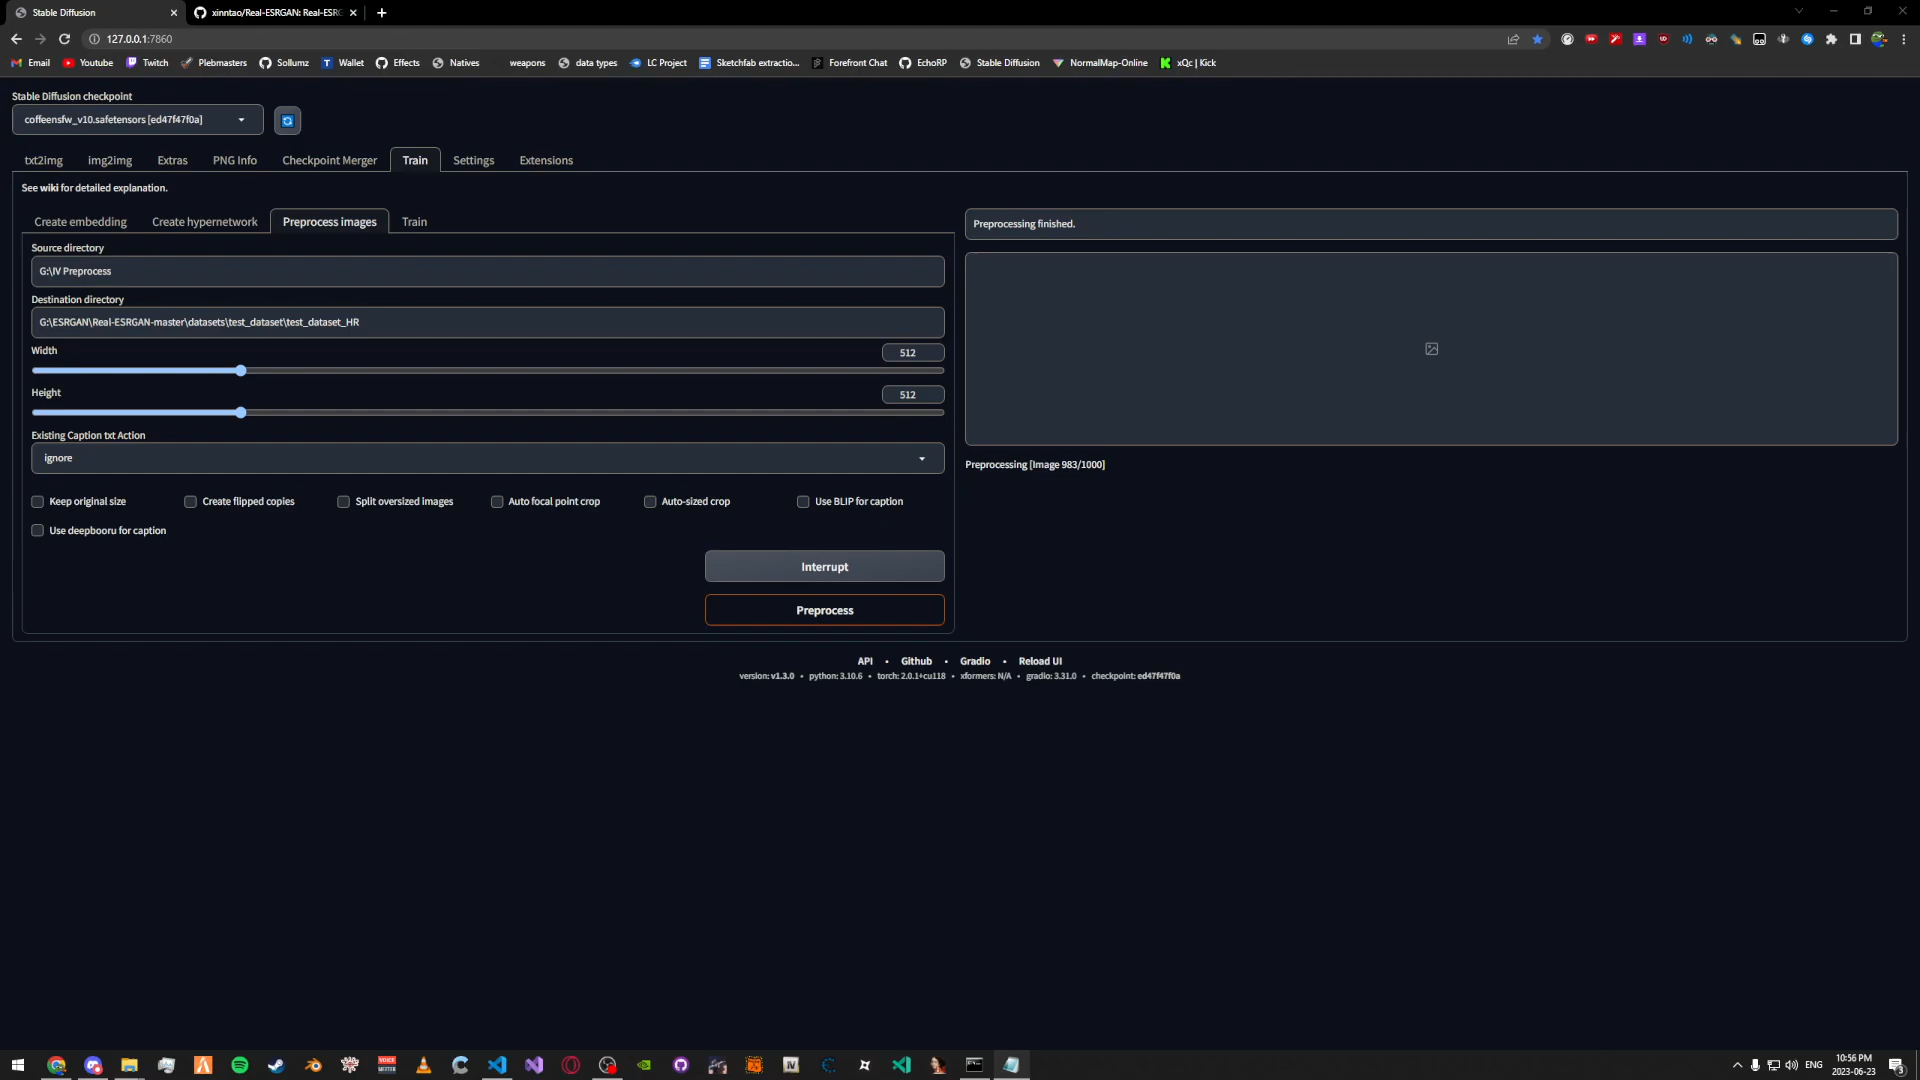 Stable Diffusion
xinntao/Real-ESRGAN: Real-ESRG
127.0.0.1:7860
Email Youtube Twitch Plebmasters Sollumz Wallet Effects Natives weapons data types LC Project Sketchfab extractio... Forefront Chat EchoRP Stable Diffusion NormalMap-Online xQc | Kick
Stable Diffusion checkpoint
coffeensfw_v10.safetensors [ed47f47f0a]
txt2img img2img Extras PNG Info Checkpoint Merger Train Settings Extensions
See wiki for detailed explanation.
Create embedding Create hypernetwork Preprocess images Train
Source directory
G:\IV Preprocess
Destination directory
G:\ESRGAN\Real-ESRGAN-master\datasets\test_dataset\test_dataset_HR
Width
512
Height
512
Existing Caption txt Action
ignore
Keep original size Create flipped copies Split oversized images Auto focal point crop Auto-sized crop Use BLIP for caption
Use deepbooru for caption
Interrupt
Preprocess
Preprocessing finished.
Preprocessing [Image 983/1000]
API • Github • Gradio • Reload UI
version: v1.3.0 • python: 3.10.6 • torch: 2.0.1+cu118 • xformers: N/A • gradio: 3.31.0 • checkpoint: ed47f47f0a
ENG
10:56 PM
2023-06-23
3